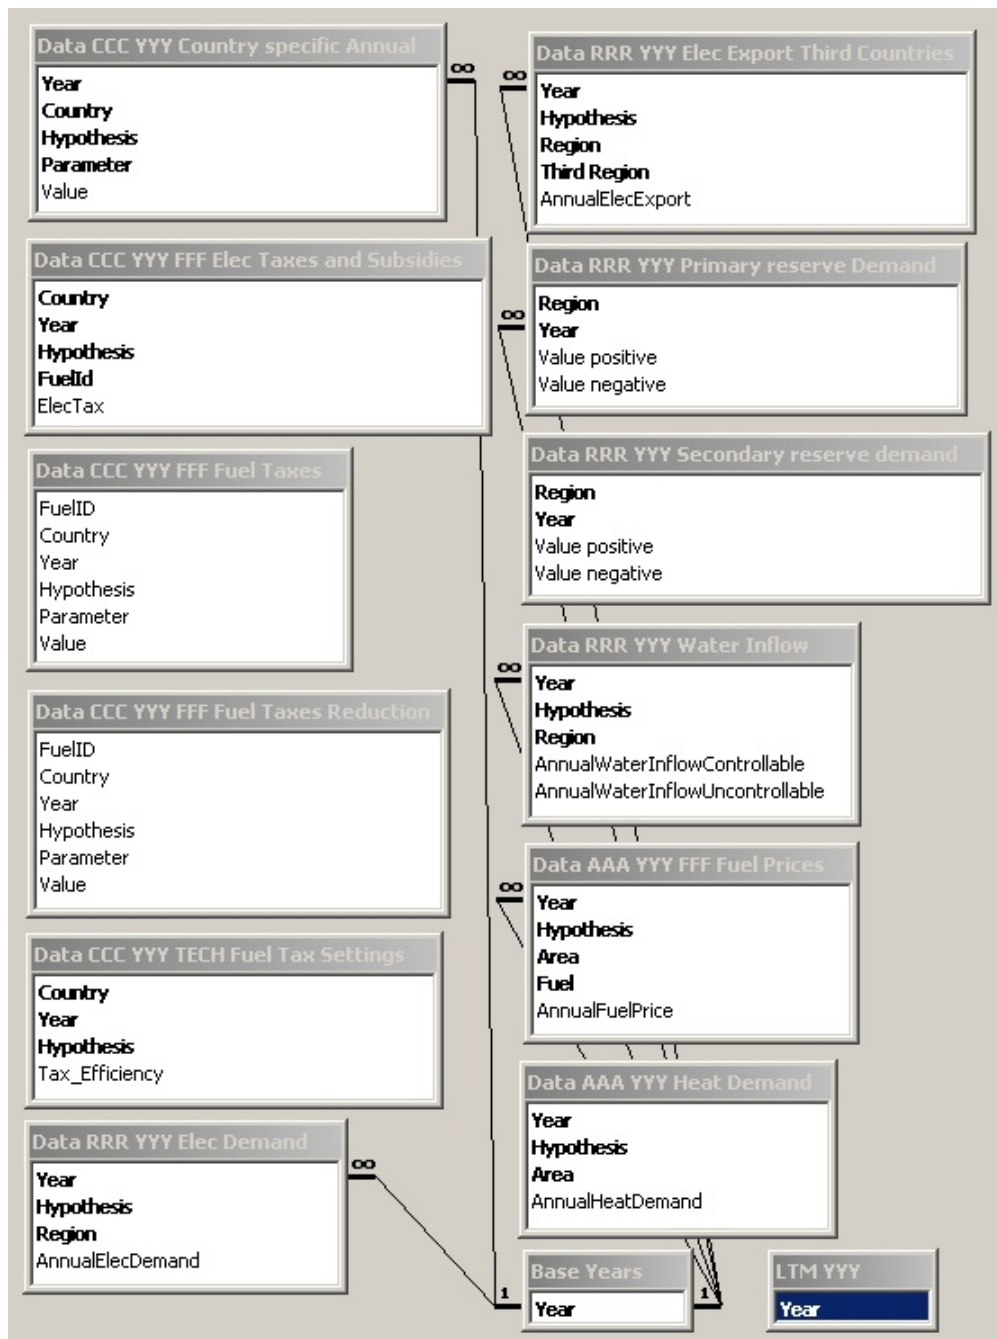 Data CCC YYY Country specific Annual
Year
Country
Hypothesis
Parameter
Value
∞
Data CCC YYY FFF Elec Taxes and Subsidies
Country
Year
Hypothesis
FuelId
ElecTax
Data CCC YYY FFF Fuel Taxes
FuelID
Country
Year
Hypothesis
Parameter
Value
Data CCC YYY FFF Fuel Taxes Reduction
FuelID
Country
Year
Hypothesis
Parameter
Value
Data CCC YYY TECH Fuel Tax Settings
Country
Year
Hypothesis
Tax_Efficiency
Data RRR YYY Elec Demand
Year
Hypothesis
Region
AnnualElecDemand
∞
Data RRR YYY Elec Export Third Countries
∞
Year
Hypothesis
Region
Third Region
AnnualElecExport
Data RRR YYY Primary reserve Demand
Region
∞
Year
Value positive
Value negative
Data RRR YYY Secondary reserve demand
Region
Year
Value positive
Value negative
Data RRR YYY Water Inflow
∞
Year
Hypothesis
Region
AnnualWaterInflowControllable
AnnualWaterInflowUncontrollable
Data AAA YYY FFF Fuel Prices
∞
Year
Hypothesis
Area
Fuel
AnnualFuelPrice
Data AAA YYY Heat Demand
Year
Hypothesis
Area
AnnualHeatDemand
Base Years
1
Year
1
LTM YYY
Year